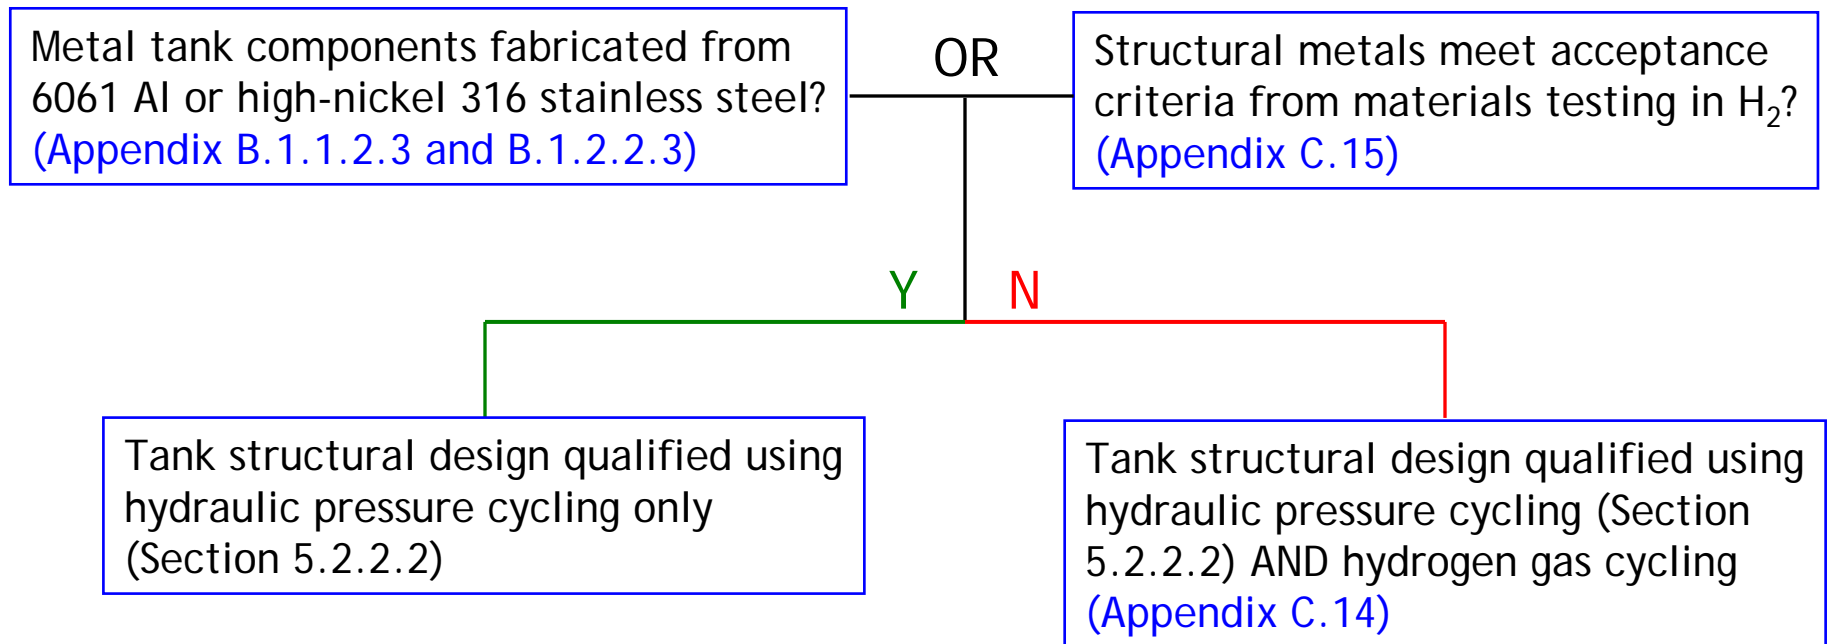 Metal tank components fabricated from
6061 Al or high-nickel 316 stainless steel?
(Appendix B.1.1.2.3 and B.1.2.2.3)
OR
Structural metals meet acceptance
criteria from materials testing in H₂?
(Appendix C.15)
Y
N
Tank structural design qualified using
hydraulic pressure cycling only
(Section 5.2.2.2)
Tank structural design qualified using
hydraulic pressure cycling (Section
5.2.2.2) AND hydrogen gas cycling
(Appendix C.14)